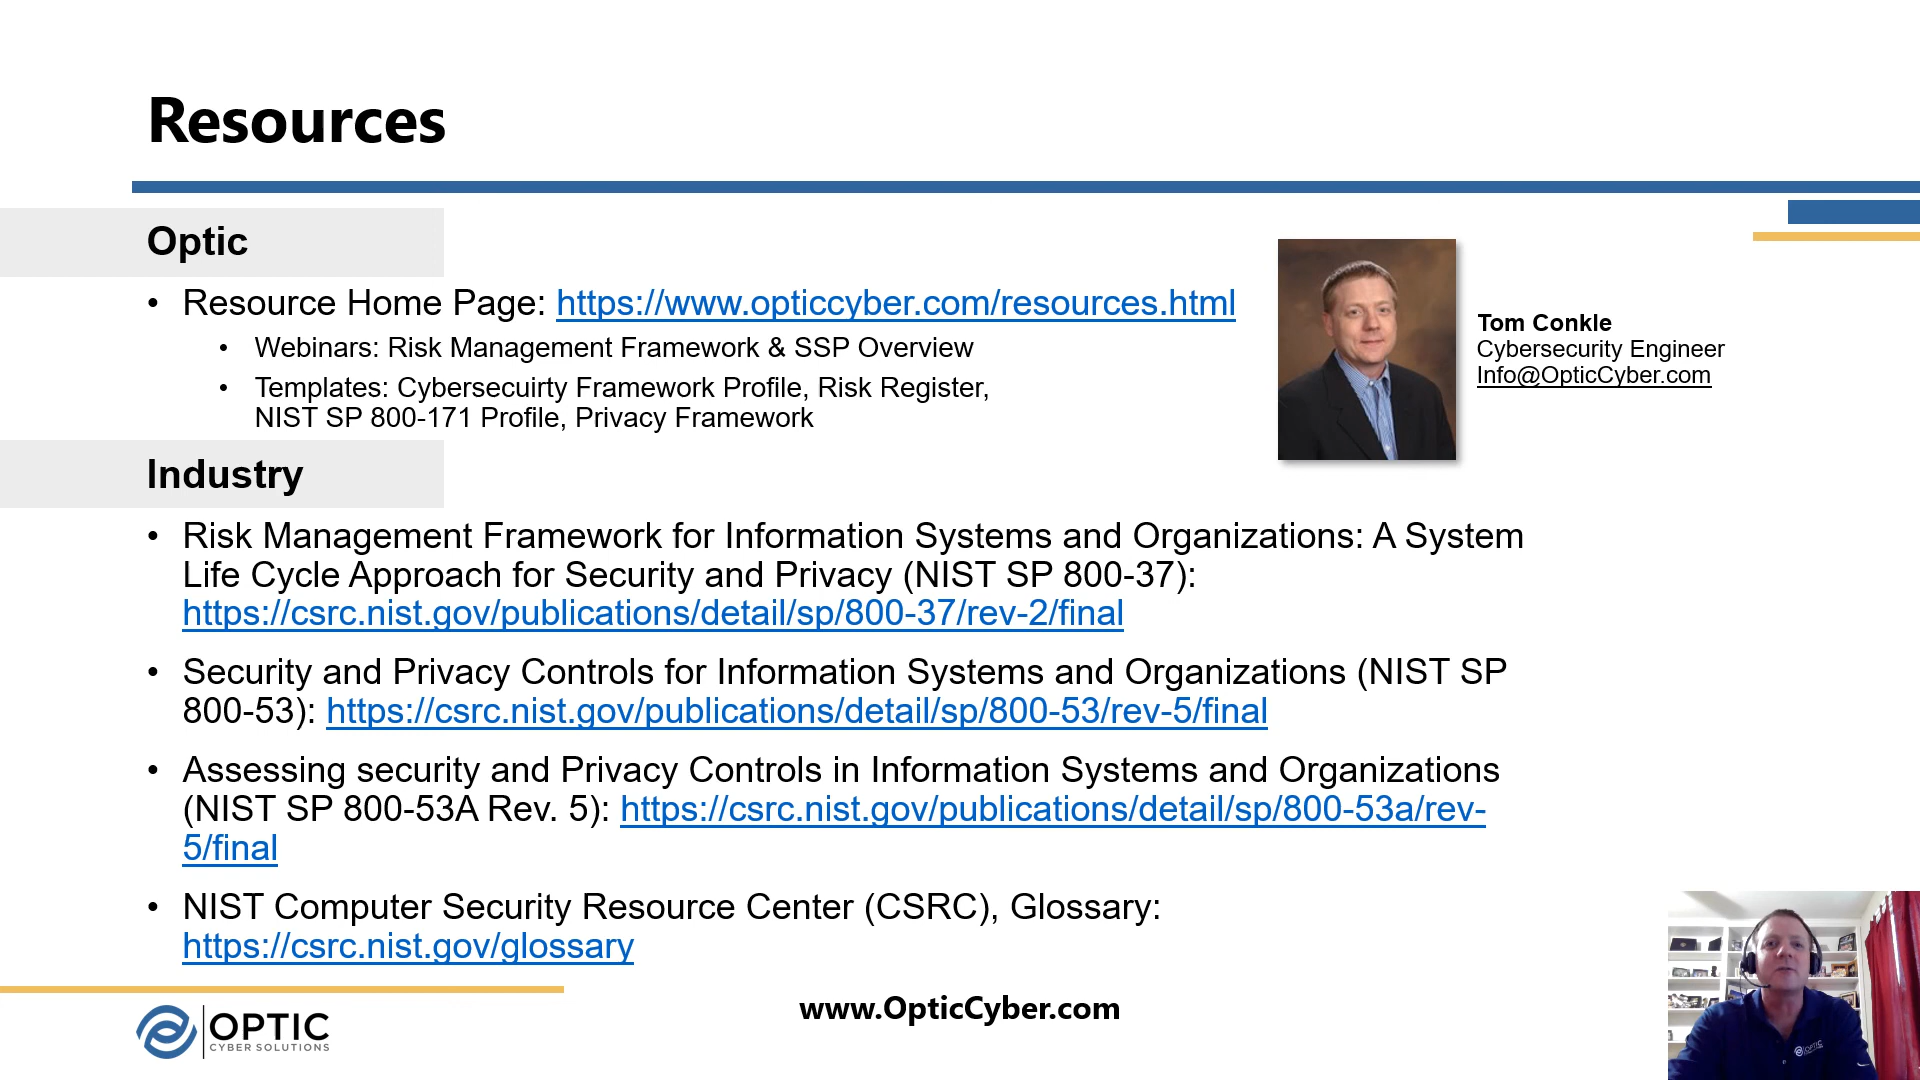 Resources
Optic
• Resource Home Page: https://www.opticcyber.com/resources.html
• Webinars: Risk Management Framework & SSP Overview
• Templates: Cybersecuirty Framework Profile, Risk Register,
NIST SP 800-171 Profile, Privacy Framework
Tom Conkle
Cybersecurity Engineer
Info@OpticCyber.com
Industry
• Risk Management Framework for Information Systems and Organizations: A System
Life Cycle Approach for Security and Privacy (NIST SP 800-37):
https://csrc.nist.gov/publications/detail/sp/800-37/rev-2/final
• Security and Privacy Controls for Information Systems and Organizations (NIST SP
800-53): https://csrc.nist.gov/publications/detail/sp/800-53/rev-5/final
• Assessing security and Privacy Controls in Information Systems and Organizations
(NIST SP 800-53A Rev. 5): https://csrc.nist.gov/publications/detail/sp/800-53a/rev-
5/final
• NIST Computer Security Resource Center (CSRC), Glossary:
https://csrc.nist.gov/glossary
OPTIC
CYBER SOLUTIONS
www.OpticCyber.com
OPTIC